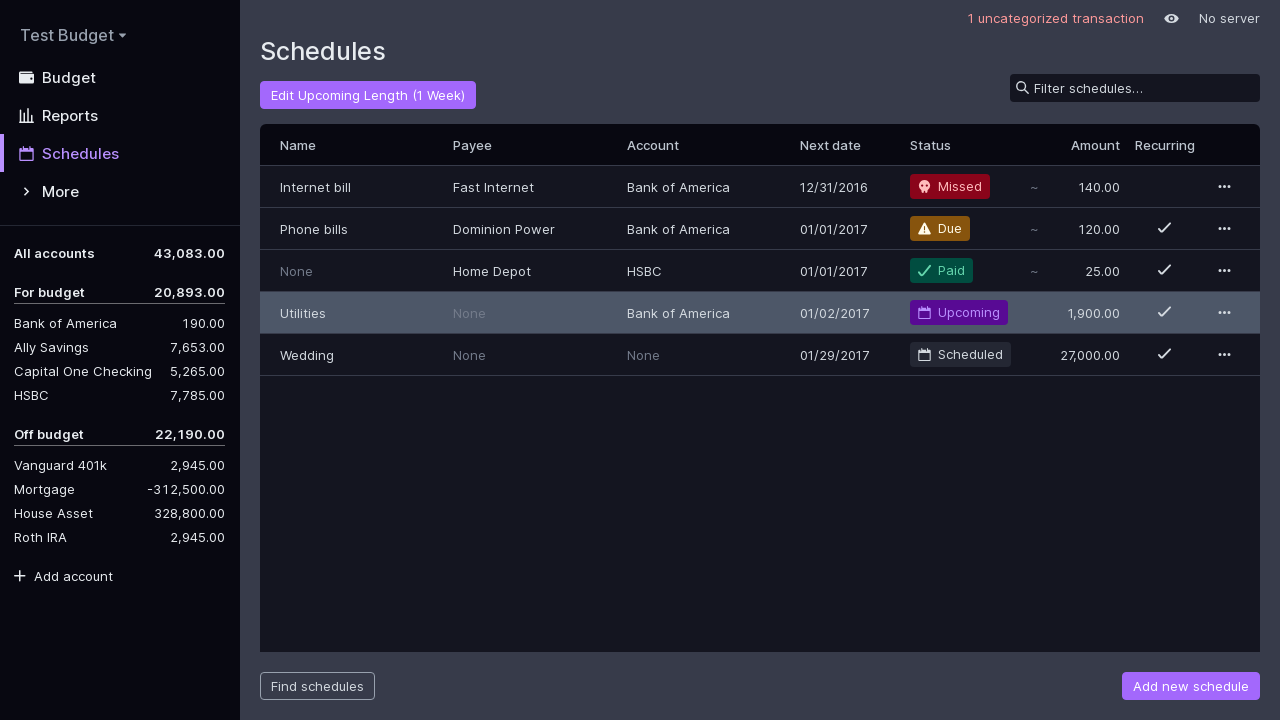 Test Budget
Budget
Reports
Schedules
More
All accounts 43,083.00
For budget 20,893.00
Bank of America 190.00
Ally Savings 7,653.00
Capital One Checking 5,265.00
HSBC 7,785.00
Off budget 22,190.00
Vanguard 401k 2,945.00
Mortgage -312,500.00
House Asset 328,800.00
Roth IRA 2,945.00
Add account
1 uncategorized transaction No server
Schedules
Edit Upcoming Length (1 Week)
Filter schedules…
Name Payee Account Next date Status Amount Recurring
Internet bill Fast Internet Bank of America 12/31/2016 Missed ~ 140.00
Phone bills Dominion Power Bank of America 01/01/2017 Due ~ 120.00
None Home Depot HSBC 01/01/2017 Paid ~ 25.00
Utilities None Bank of America 01/02/2017 Upcoming 1,900.00
Wedding None None 01/29/2017 Scheduled 27,000.00
Find schedules
Add new schedule